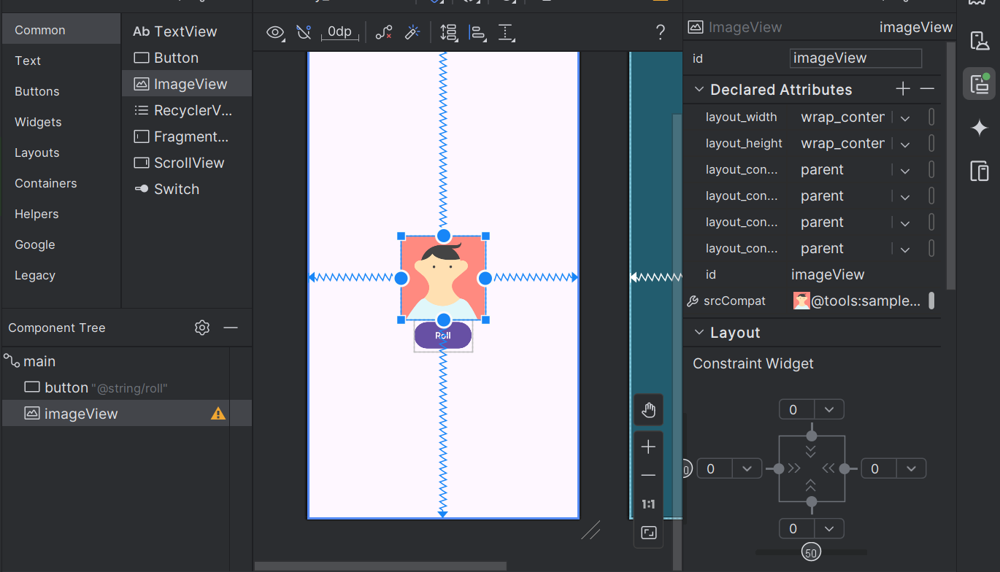 Common
Text
Buttons
Widgets
Layouts
Containers
Helpers
Google
Legacy
Ab TextView
Button
ImageView
RecyclerV...
Fragment...
ScrollView
Switch
Component Tree
main
button "@string/roll"
imageView
0dp
?
Roll
1:1
ImageView imageView
id imageView
Declared Attributes
layout_width wrap_conter
layout_height wrap_conter
layout_con... parent
layout_con... parent
layout_con... parent
layout_con... parent
id imageView
srcCompat @tools:sample...
Layout
Constraint Widget
0
0 0
0
50